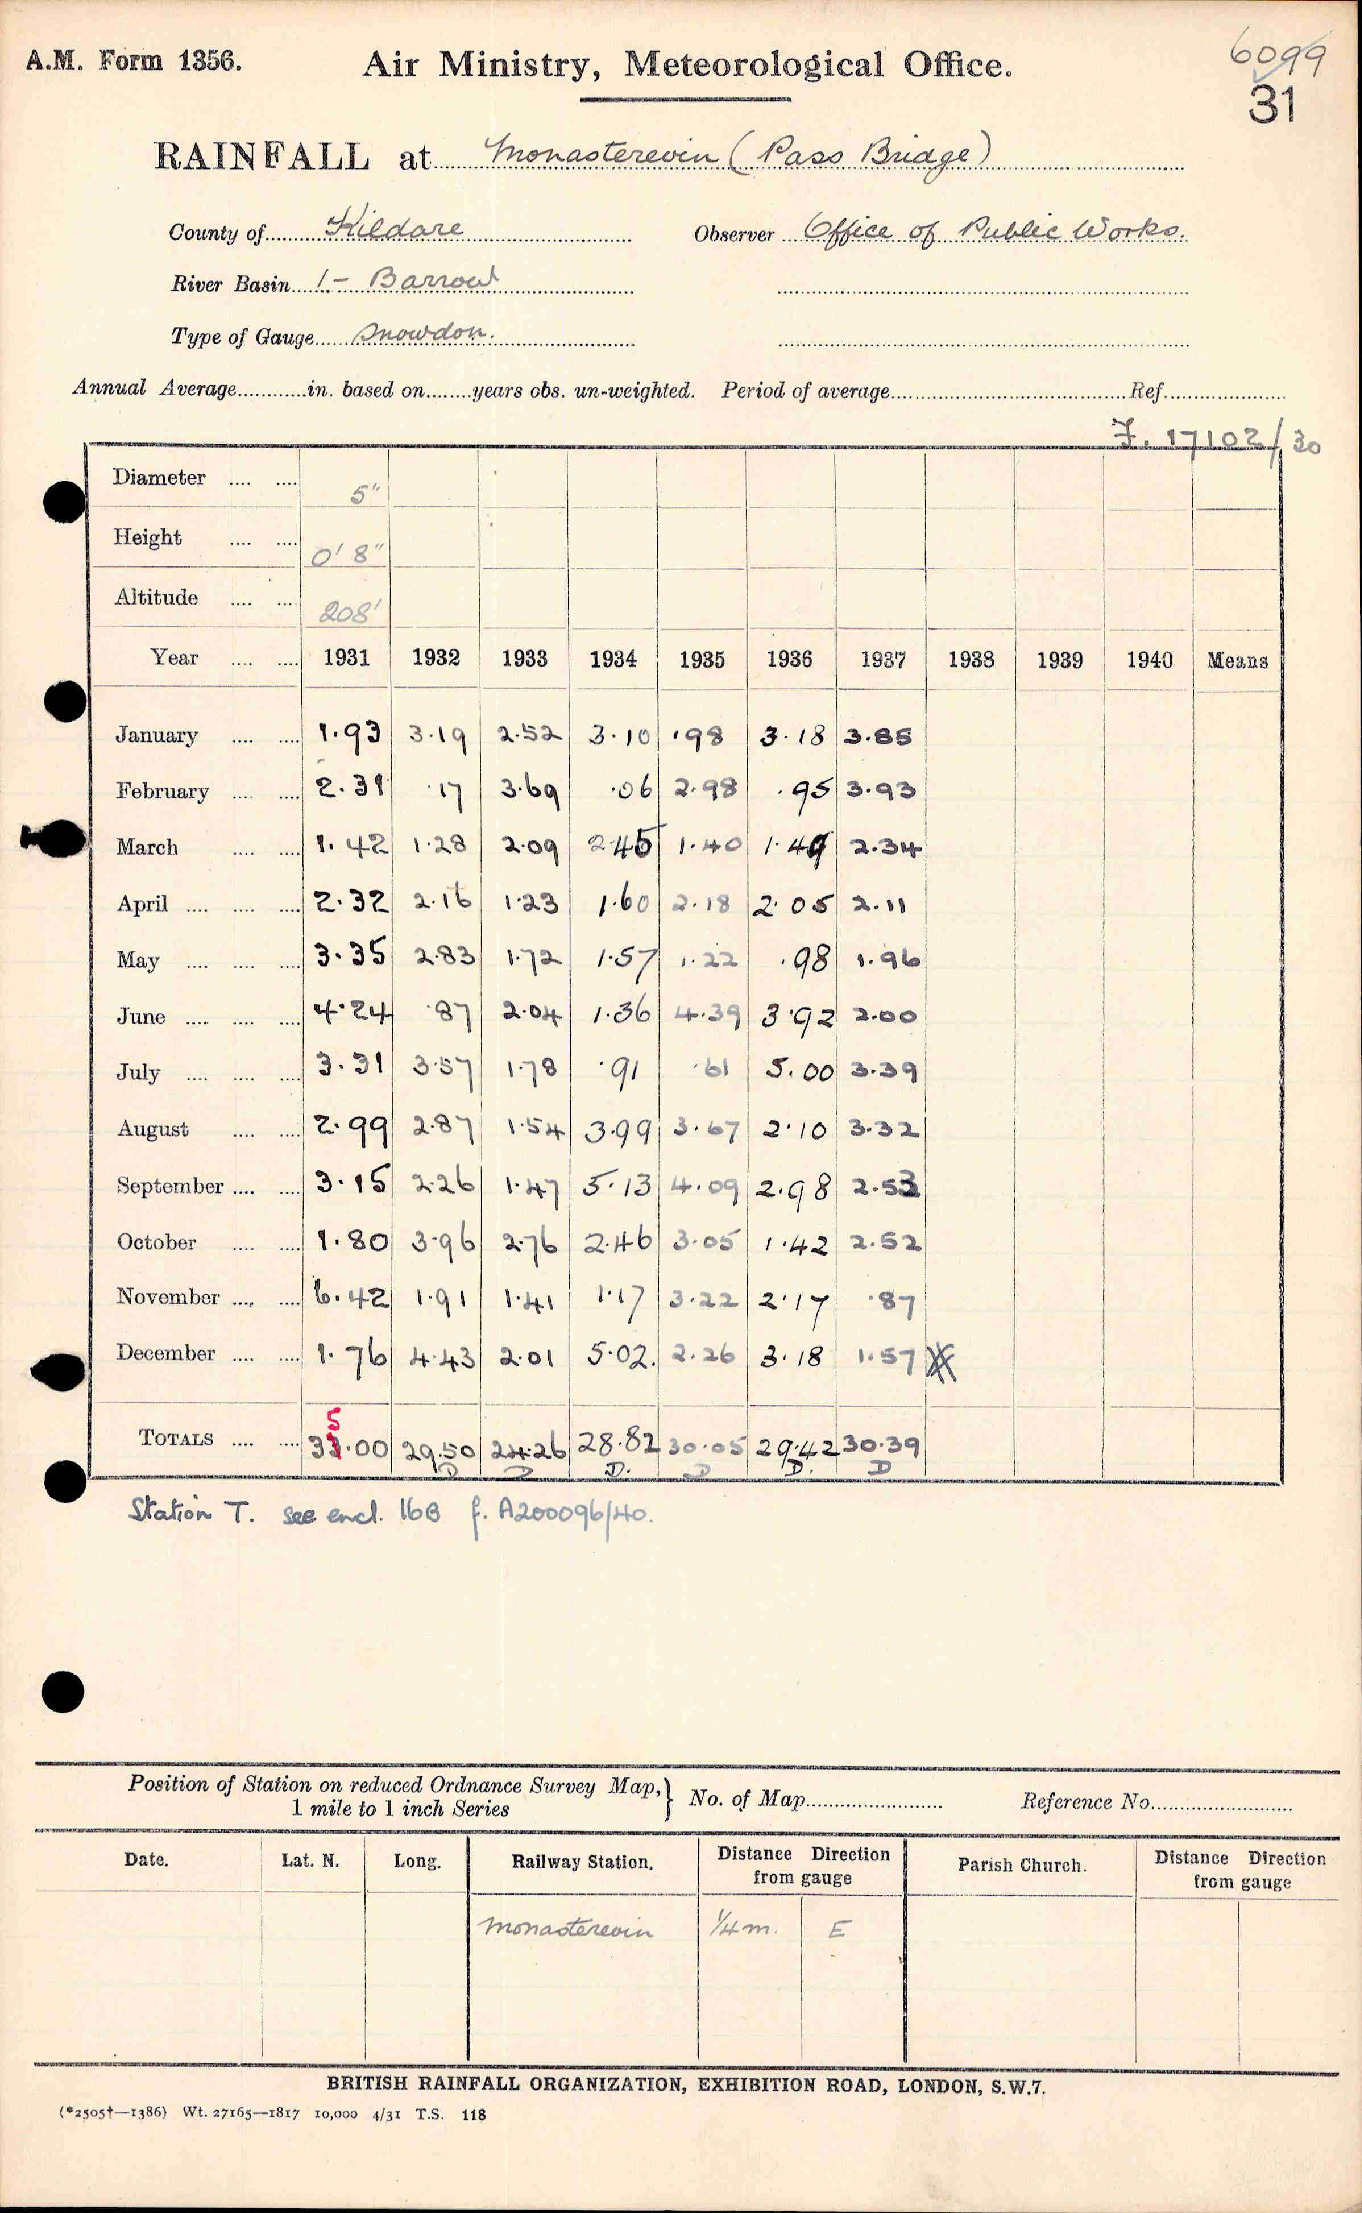 A.M. Form 1356.
Air Ministry, Meteorological Office.
6099
31
RAINFALL at Monasterevin (Pass Bridge)
County of Kildare Observer Office of Public Works.
River Basin 1- Barrow
Type of Gauge Snowdon.
Annual Average............in. based on........years obs. un-weighted. Period of average........................................Ref.....................
F. 17102/30
Diameter .... .... 5"
Height .... .... 0' 8"
Altitude .... .... 208'
Year .... .... 1931 1932 1933 1934 1935 1936 1937 1938 1939 1940 Means
January .... .... 1.93 3.19 2.52 3.10 .98 3.18 3.85
February .... .... 2.31 .17 3.69 .06 2.98 .95 3.93
March .... .... 1.42 1.28 2.09 2.45 1.40 1.49 2.34
April .... .... .... 2.32 2.16 1.23 1.60 2.18 2.05 2.11
May .... .... .... 3.35 2.83 1.72 1.57 1.22 .98 1.96
June .... .... .... 4.24 .87 2.04 1.36 4.39 3.92 2.00
July .... .... .... 3.31 3.57 1.78 .91 .61 5.00 3.39
August .... .... 2.99 2.87 1.54 3.99 3.67 2.10 3.32
September .... .... 3.15 2.26 1.47 5.13 4.09 2.98 2.53
October .... .... 1.80 3.96 2.76 2.46 3.05 1.42 2.52
November .... .... 6.42 1.91 1.41 1.17 3.22 2.17 .87
December .... .... 1.76 4.43 2.01 5.02. 2.26 3.18 1.57
TOTALS .... .... 35.00 29.50 24.26 28.82 30.05 29.42 30.39
D D D. D D. D
Station T. see encl. 16B f. A200096/40.
Position of Station on reduced Ordnance Survey Map, } No. of Map........................ Reference No.........................
1 mile to 1 inch Series
Date. Lat. N. Long. Railway Station. Distance Direction from gauge Parish Church. Distance Direction from gauge
Monasterevin 1/4 m. E
BRITISH RAINFALL ORGANIZATION, EXHIBITION ROAD, LONDON, S.W.7.
(*2505†—1386) Wt. 27165—1817 10,000 4/31 T.S. 118